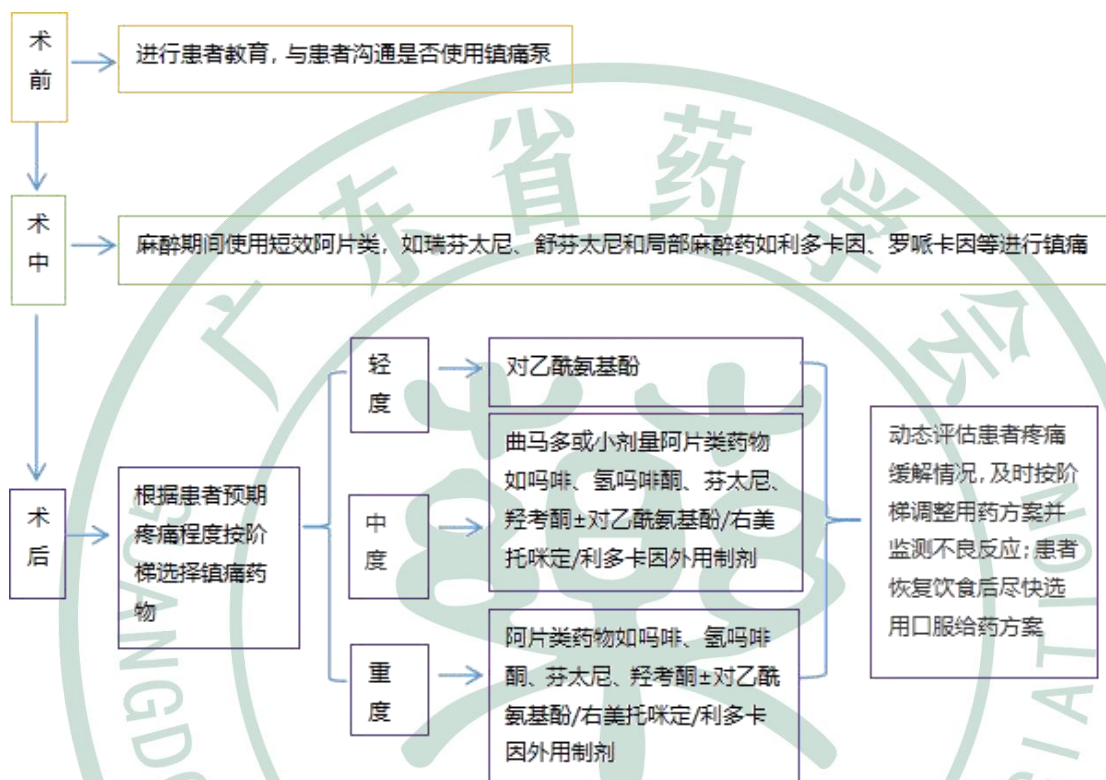 术前
进行患者教育，与患者沟通是否使用镇痛泵
术中
麻醉期间使用短效阿片类，如瑞芬太尼、舒芬太尼和局部麻醉药如利多卡因、罗哌卡因等进行镇痛
术后
根据患者预期
疼痛程度按阶
梯选择镇痛药
物
轻度
对乙酰氨基酚
中度
曲马多或小剂量阿片类药物
如吗啡、氢吗啡酮、芬太尼、
羟考酮±对乙酰氨基酚/右美
托咪定/利多卡因外用制剂
重度
阿片类药物如吗啡、氢吗啡
酮、芬太尼、羟考酮±对乙酰
氨基酚/右美托咪定/利多卡
因外用制剂
动态评估患者疼痛
缓解情况，及时按阶
梯调整用药方案并
监测不良反应；患者
恢复饮食后尽快选
用口服给药方案
广东省药学会
GUANGDO
CIATION